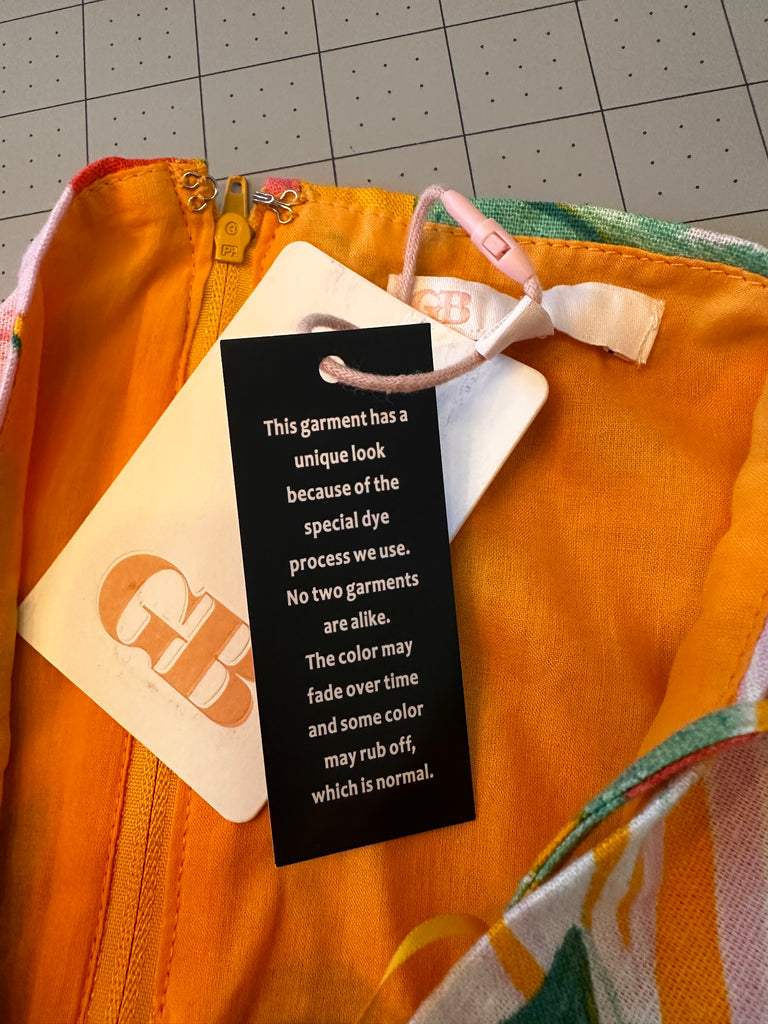 GB
This garment has a
unique look
because of the
special dye
process we use.
No two garments
are alike.
The color may
fade over time
and some color
may rub off,
which is normal.
GB